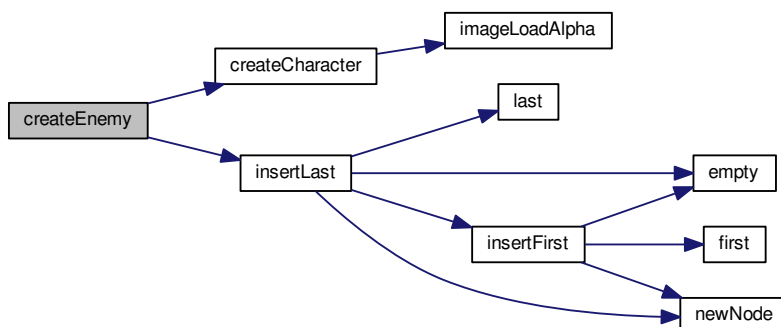 createEnemy
createCharacter
imageLoadAlpha
insertLast
last
empty
insertFirst
first
newNode